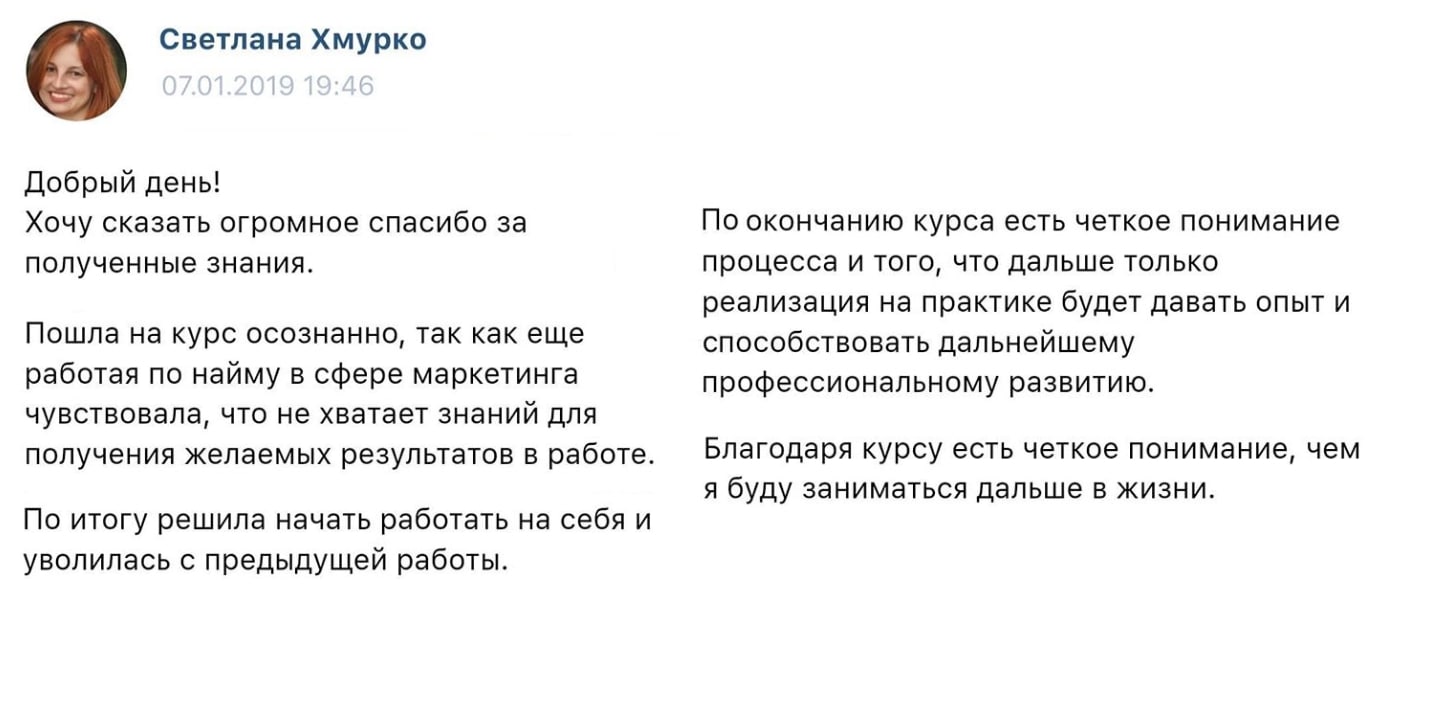 Светлана Хмурко
07.01.2019 19:46
Добрый день!
Хочу сказать огромное спасибо за
полученные знания.
Пошла на курс осознанно, так как еще
работая по найму в сфере маркетинга
чувствовала, что не хватает знаний для
получения желаемых результатов в работе.
По итогу решила начать работать на себя и
уволилась с предыдущей работы.
По окончанию курса есть четкое понимание
процесса и того, что дальше только
реализация на практике будет давать опыт и
способствовать дальнейшему
профессиональному развитию.
Благодаря курсу есть четкое понимание, чем
я буду заниматься дальше в жизни.